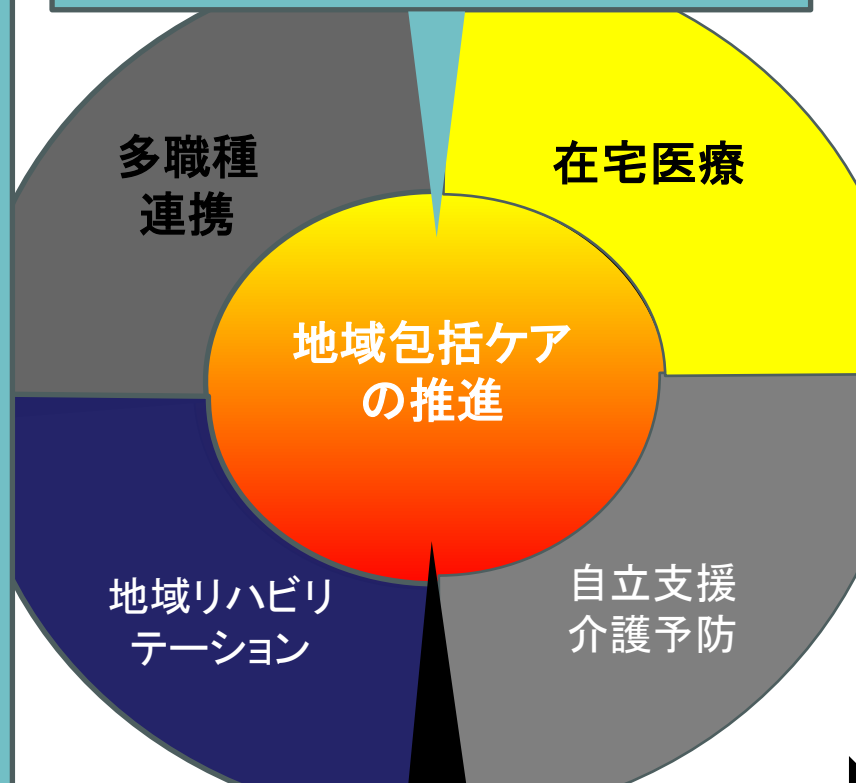 多職種
連携
在宅医療
地域包括ケア
の推進
地域リハビリ
テーション
自立支援
介護予防